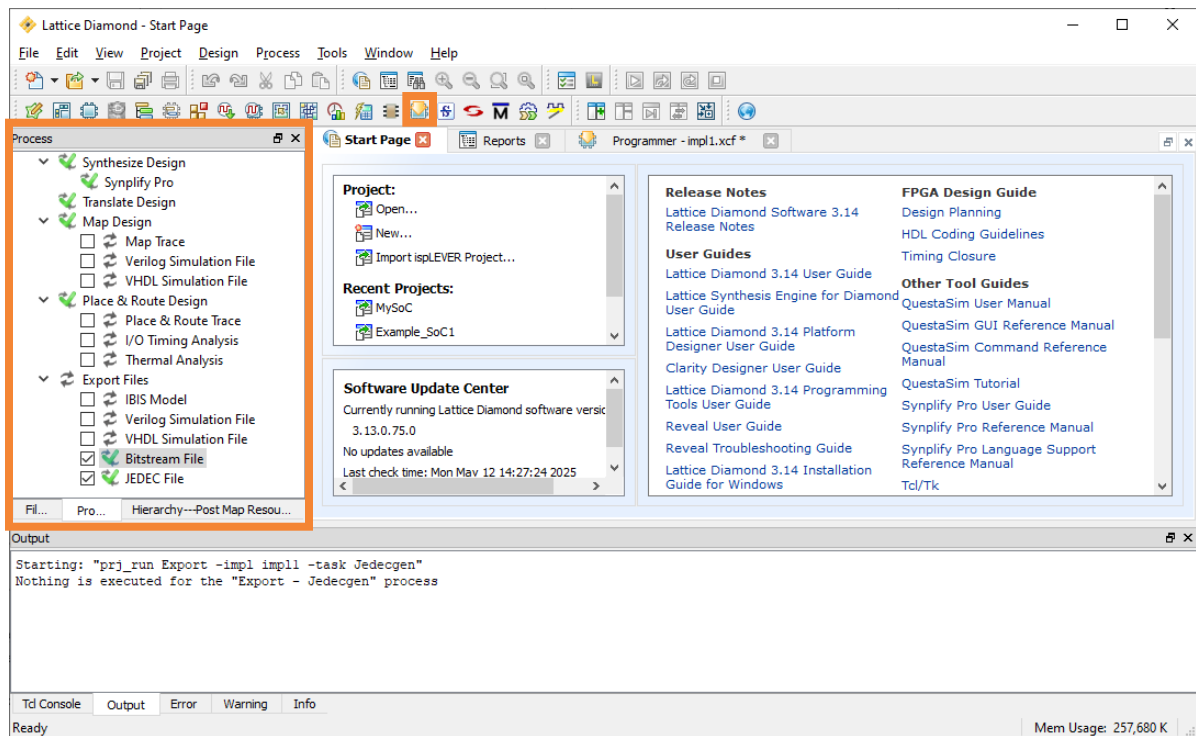 Lattice Diamond - Start Page
File Edit View Project Design Process Tools Window Help
Process
Synthesize Design
Synplify Pro
Translate Design
Map Design
Map Trace
Verilog Simulation File
VHDL Simulation File
Place & Route Design
Place & Route Trace
I/O Timing Analysis
Thermal Analysis
Export Files
IBIS Model
Verilog Simulation File
VHDL Simulation File
Bitstream File
JEDEC File
Fil... Pro... Hierarchy---Post Map Resou...
Start Page Reports Programmer - impl1.xcf *
Project:
Open...
New...
Import ispLEVER Project...
Recent Projects:
MySoC
Example_SoC1
Software Update Center
Currently running Lattice Diamond software versic
3.13.0.75.0
No updates available
Last check time: Mon May 12 14:27:24 2025
Release Notes
Lattice Diamond Software 3.14
Release Notes
User Guides
Lattice Diamond 3.14 User Guide
Lattice Synthesis Engine for Diamond
User Guide
Lattice Diamond 3.14 Platform
Designer User Guide
Clarity Designer User Guide
Lattice Diamond 3.14 Programming
Tools User Guide
Reveal User Guide
Reveal Troubleshooting Guide
Lattice Diamond 3.14 Installation
Guide for Windows
FPGA Design Guide
Design Planning
HDL Coding Guidelines
Timing Closure
Other Tool Guides
QuestaSim User Manual
QuestaSim GUI Reference Manual
QuestaSim Command Reference
Manual
QuestaSim Tutorial
Synplify Pro User Guide
Synplify Pro Reference Manual
Synplify Pro Language Support
Reference Manual
Tcl/Tk
Output
Starting: "prj_run Export -impl impl1 -task Jedecgen"
Nothing is executed for the "Export - Jedecgen" process
Tcl Console Output Error Warning Info
Ready Mem Usage: 257,680 K